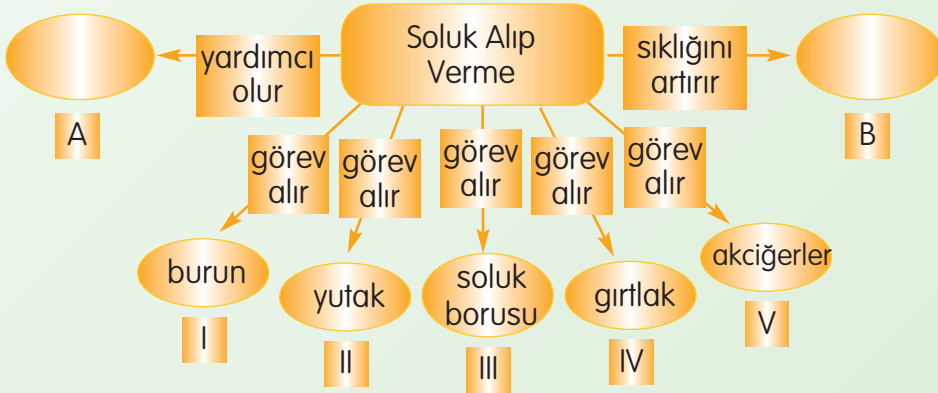 Soluk Alıp
Verme
yardımcı
olur
sıklığını
artırır
A
B
görev
alır
görev
alır
görev
alır
görev
alır
görev
alır
burun
yutak
soluk
borusu
gırtlak
akciğerler
I
II
III
IV
V